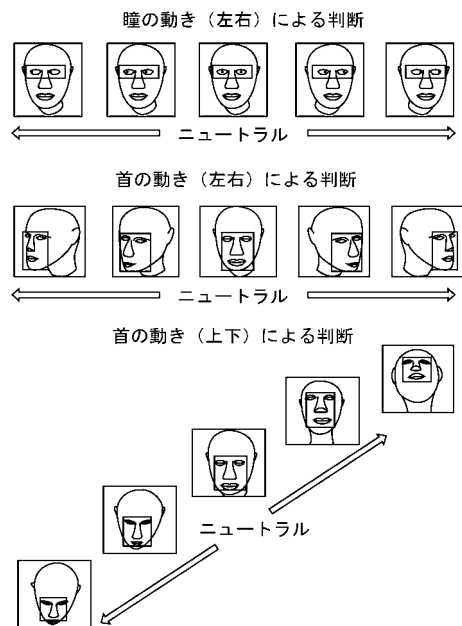 瞳の動き（左右）による判断
ニュートラル
首の動き（左右）による判断
ニュートラル
首の動き（上下）による判断
ニュートラル